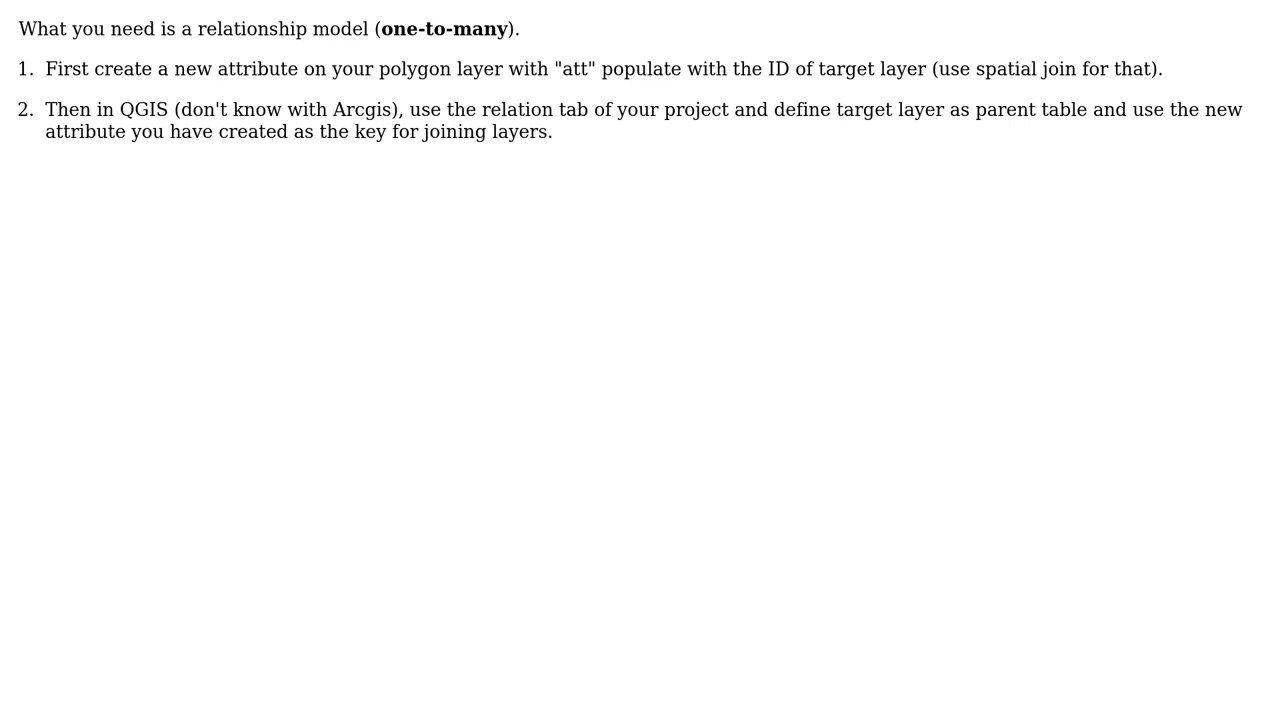 What you need is a relationship model (one-to-many).
1. First create a new attribute on your polygon layer with "att" populate with the ID of target layer (use spatial join for that).
2. Then in QGIS (don't know with Arcgis), use the relation tab of your project and define target layer as parent table and use the new
attribute you have created as the key for joining layers.